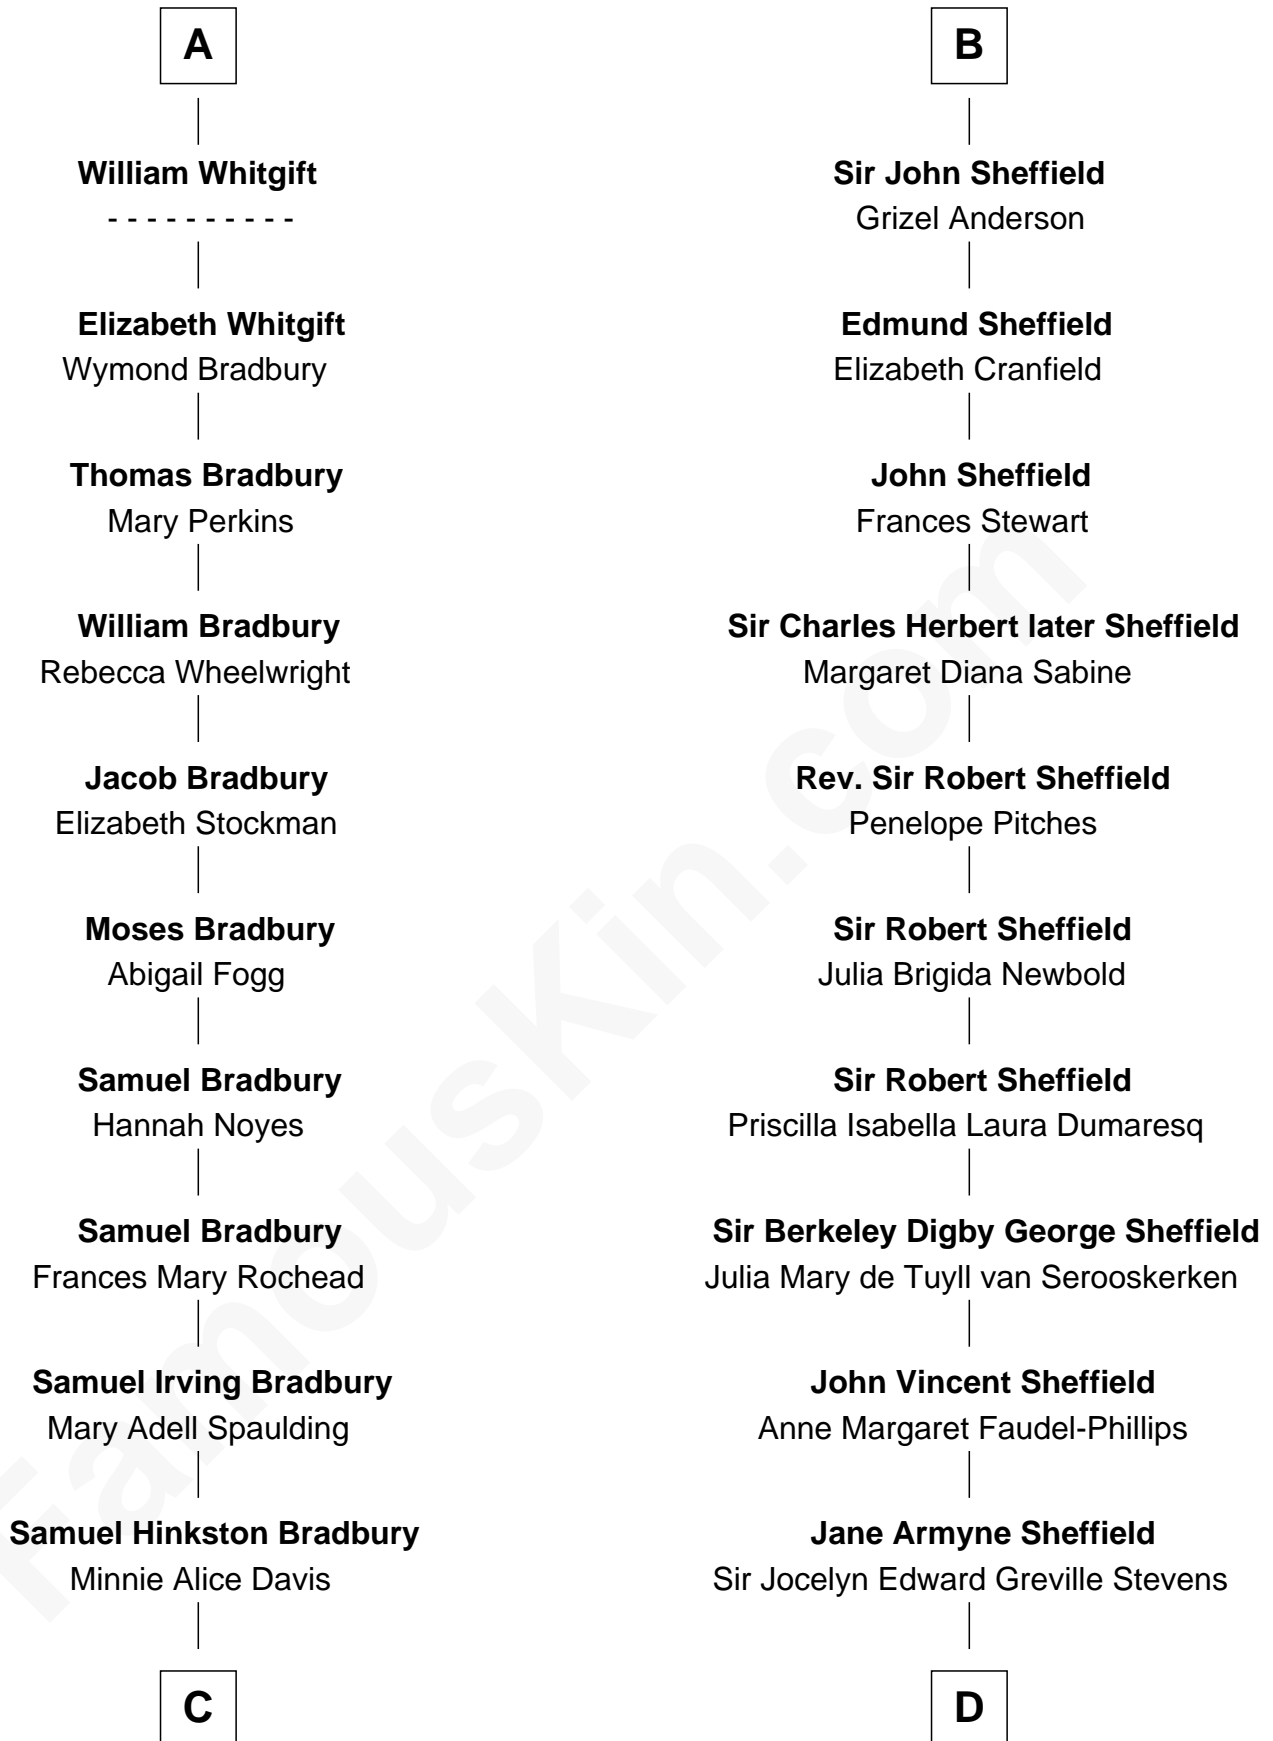 A
William Whitgift
- - - - - - - - - -
Elizabeth Whitgift
Wymond Bradbury
Thomas Bradbury
Mary Perkins
William Bradbury
Rebecca Wheelwright
Jacob Bradbury
Elizabeth Stockman
Moses Bradbury
Abigail Fogg
Samuel Bradbury
Hannah Noyes
Samuel Bradbury
Frances Mary Rochead
Samuel Irving Bradbury
Mary Adell Spaulding
Samuel Hinkston Bradbury
Minnie Alice Davis
C
B
Sir John Sheffield
Grizel Anderson
Edmund Sheffield
Elizabeth Cranfield
John Sheffield
Frances Stewart
Sir Charles Herbert later Sheffield
Margaret Diana Sabine
Rev. Sir Robert Sheffield
Penelope Pitches
Sir Robert Sheffield
Julia Brigida Newbold
Sir Robert Sheffield
Priscilla Isabella Laura Dumaresq
Sir Berkeley Digby George Sheffield
Julia Mary de Tuyll van Serooskerken
John Vincent Sheffield
Anne Margaret Faudel-Phillips
Jane Armyne Sheffield
Sir Jocelyn Edward Greville Stevens
D
FamousKin.com